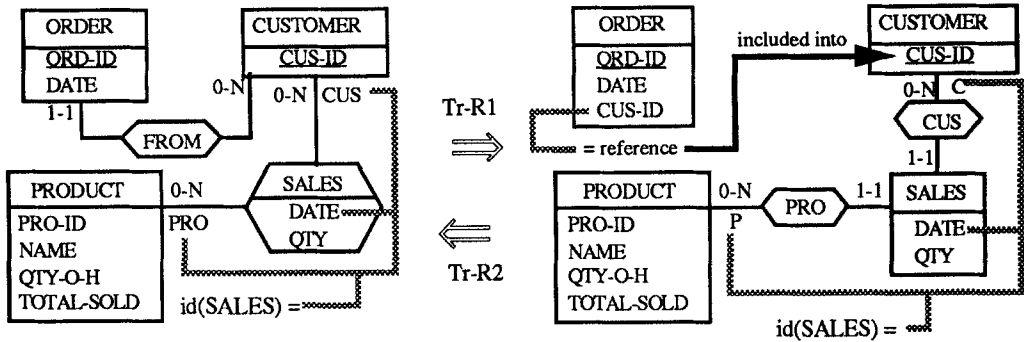 ORDER
ORD-ID
DATE
1-1
CUSTOMER
CUS-ID
0-N
0-N
CUS
FROM
PRODUCT
PRO-ID
NAME
QTY-O-H
TOTAL-SOLD
0-N
PRO
SALES
DATE
QTY
id(SALES) =
Tr-R1
Tr-R2
ORDER
ORD-ID
DATE
CUS-ID
= reference
included into
CUSTOMER
CUS-ID
0-N
C
CUS
1-1
PRODUCT
PRO-ID
NAME
QTY-O-H
TOTAL-SOLD
0-N
P
PRO
1-1
SALES
DATE
QTY
id(SALES) =